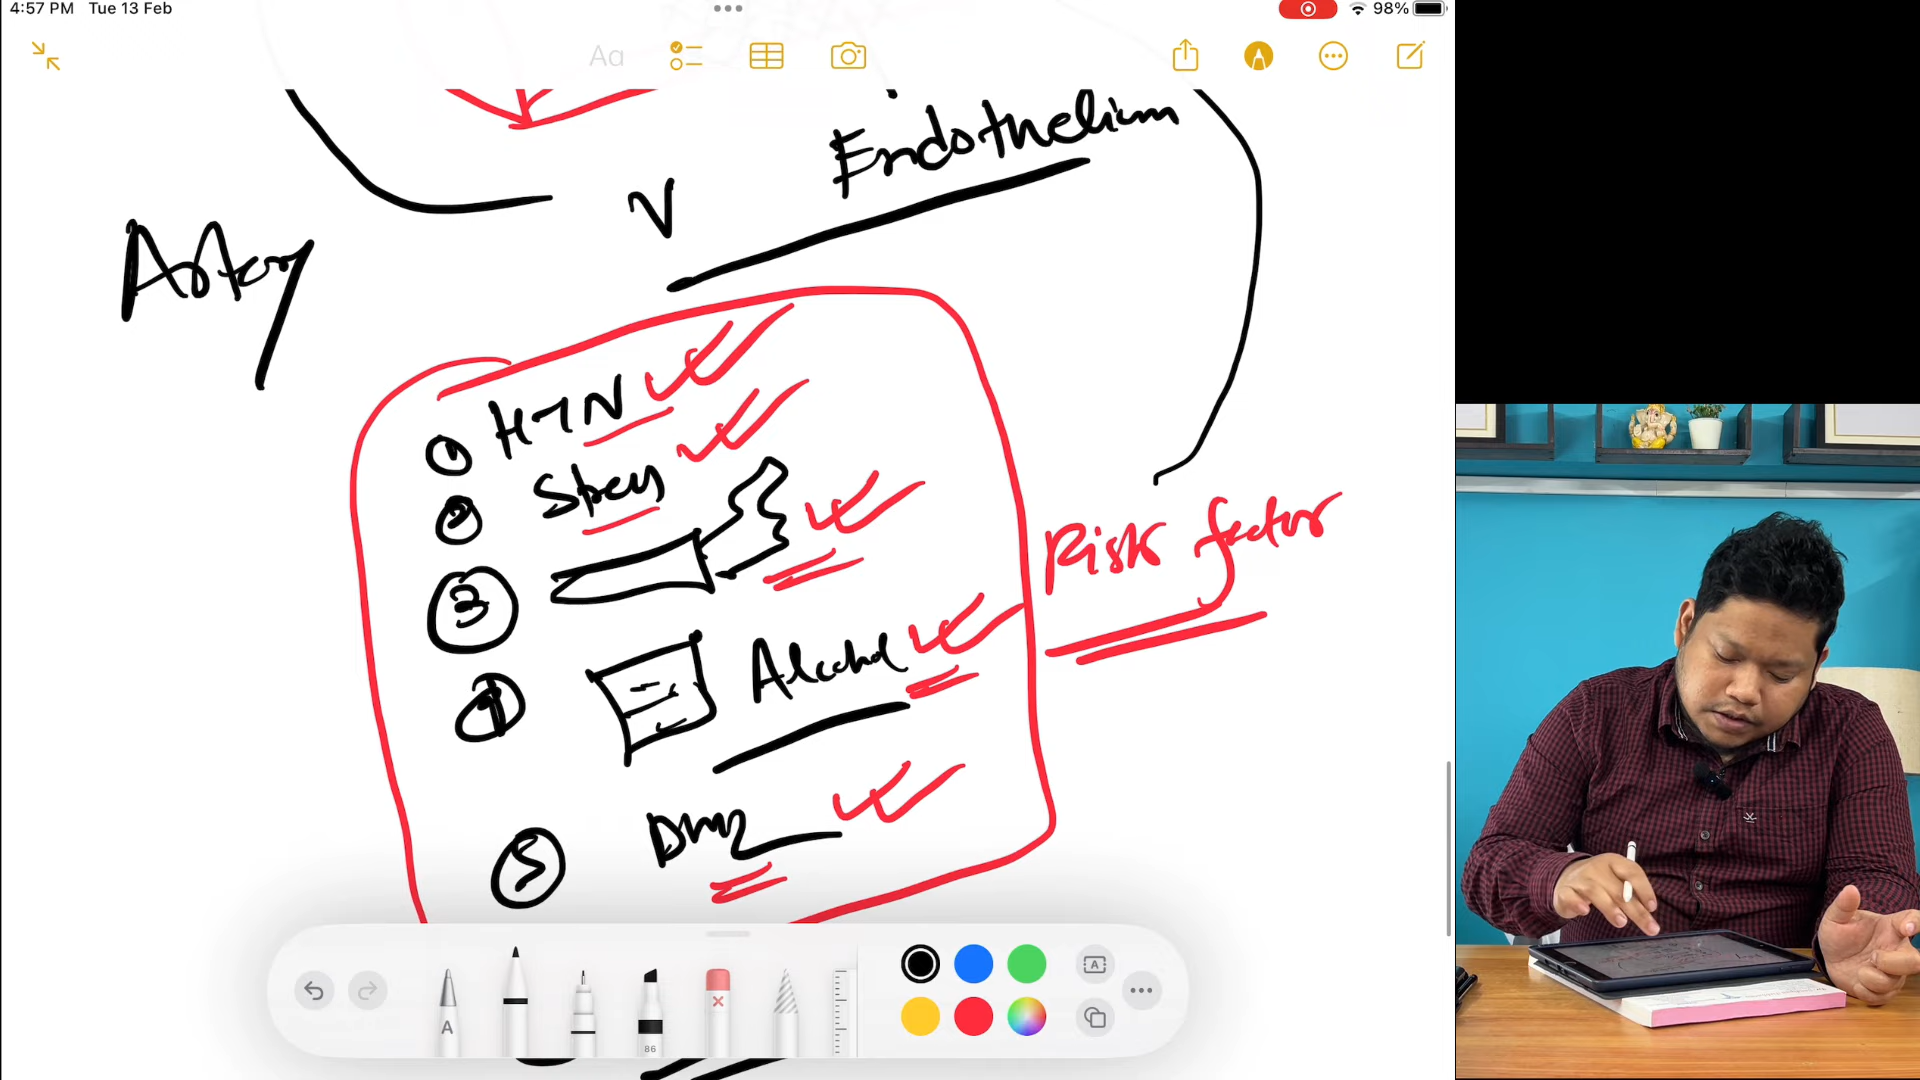 4:57 PM Tue 13 Feb
98%
Aa
Endothelium
V
Artery
① HTN
② Stress
③
④ Alcohol
⑤
Risk factor
A
86
A